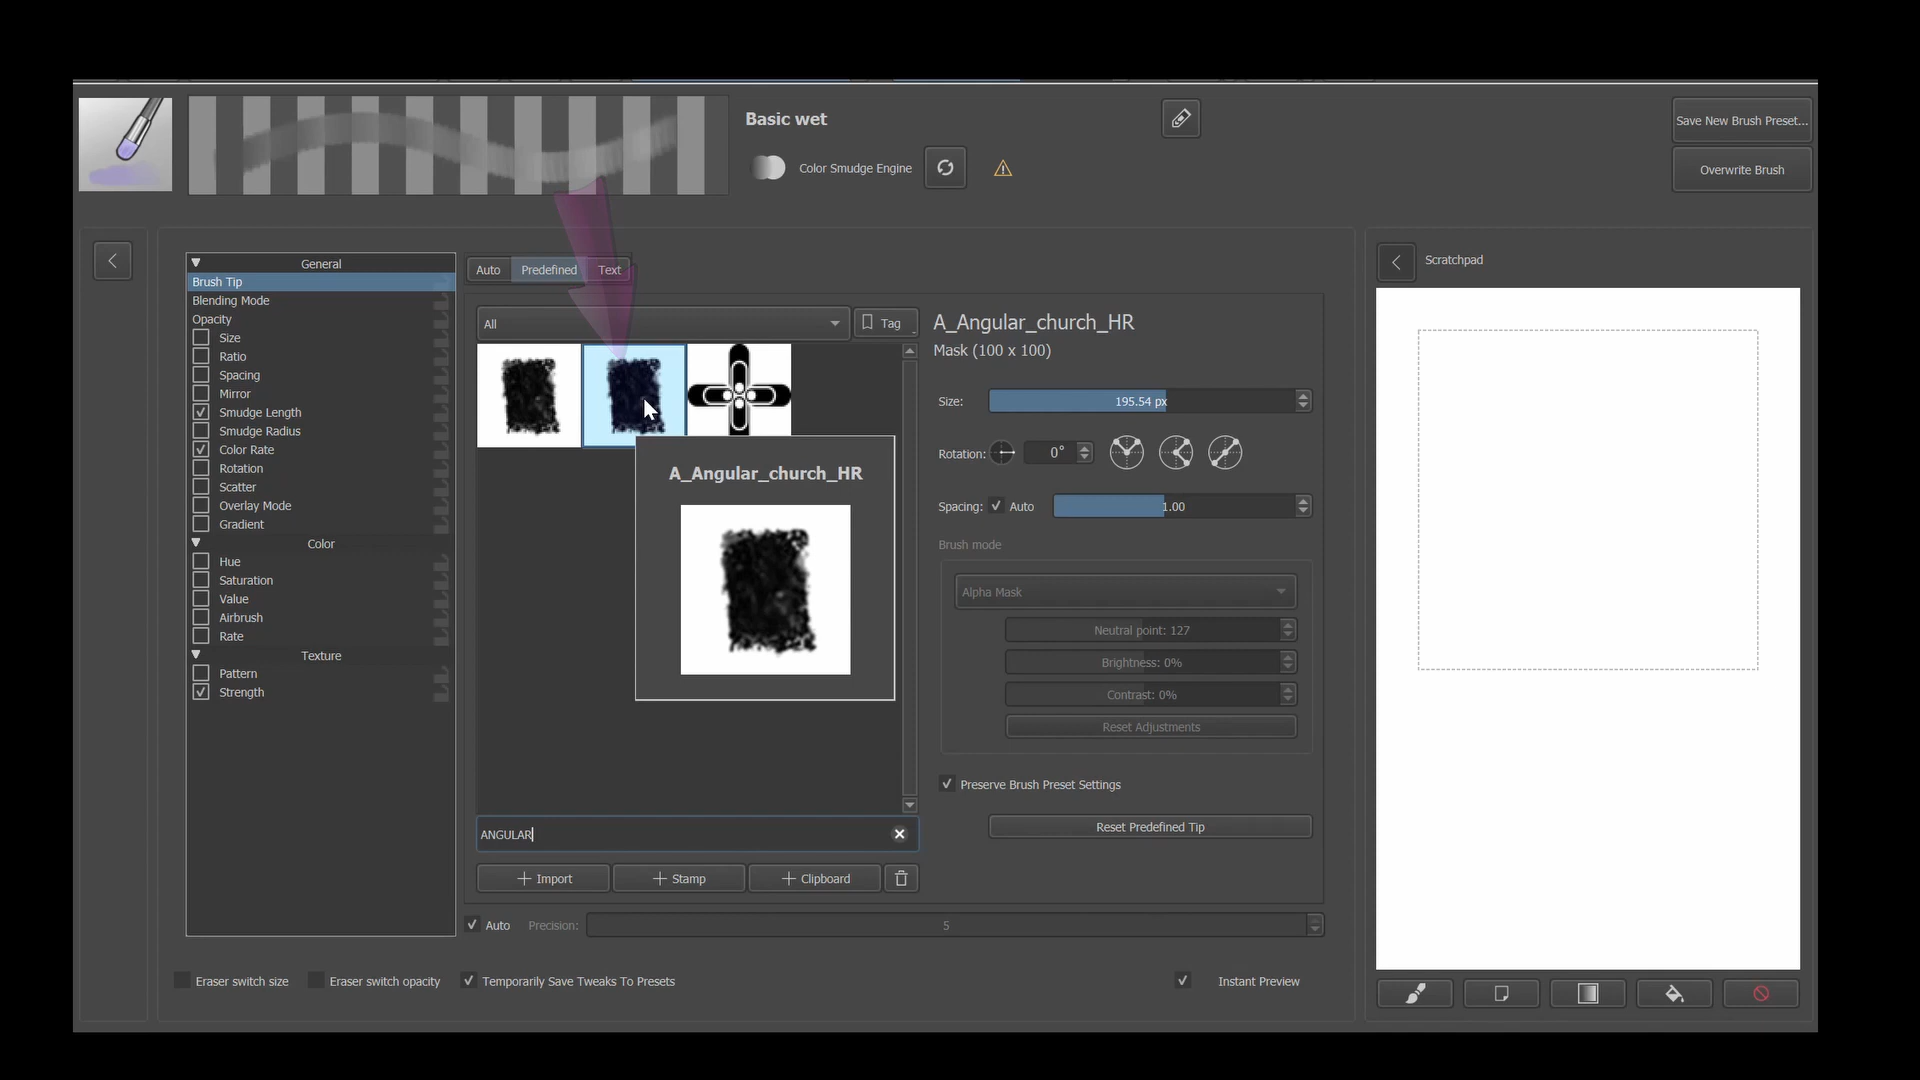 Basic wet
Color Smudge Engine
Save New Brush Preset...
Overwrite Brush
General
Brush Tip
Blending Mode
Opacity
Size
Ratio
Spacing
Mirror
Smudge Length
Smudge Radius
Color Rate
Rotation
Scatter
Overlay Mode
Gradient
Color
Hue
Saturation
Value
Airbrush
Rate
Texture
Pattern
Strength
Auto
Predefined
Text
All
Tag
A_Angular_church_HR
ANGULAR
Import
Stamp
Clipboard
A_Angular_church_HR
Mask (100 x 100)
Size: 195.54 px
Rotation: 0°
Spacing: Auto 1.00
Brush mode
Alpha Mask
Neutral point: 127
Brightness: 0%
Contrast: 0%
Reset Adjustments
Preserve Brush Preset Settings
Reset Predefined Tip
Auto Precision: 5
Eraser switch size
Eraser switch opacity
Temporarily Save Tweaks To Presets
Instant Preview
Scratchpad